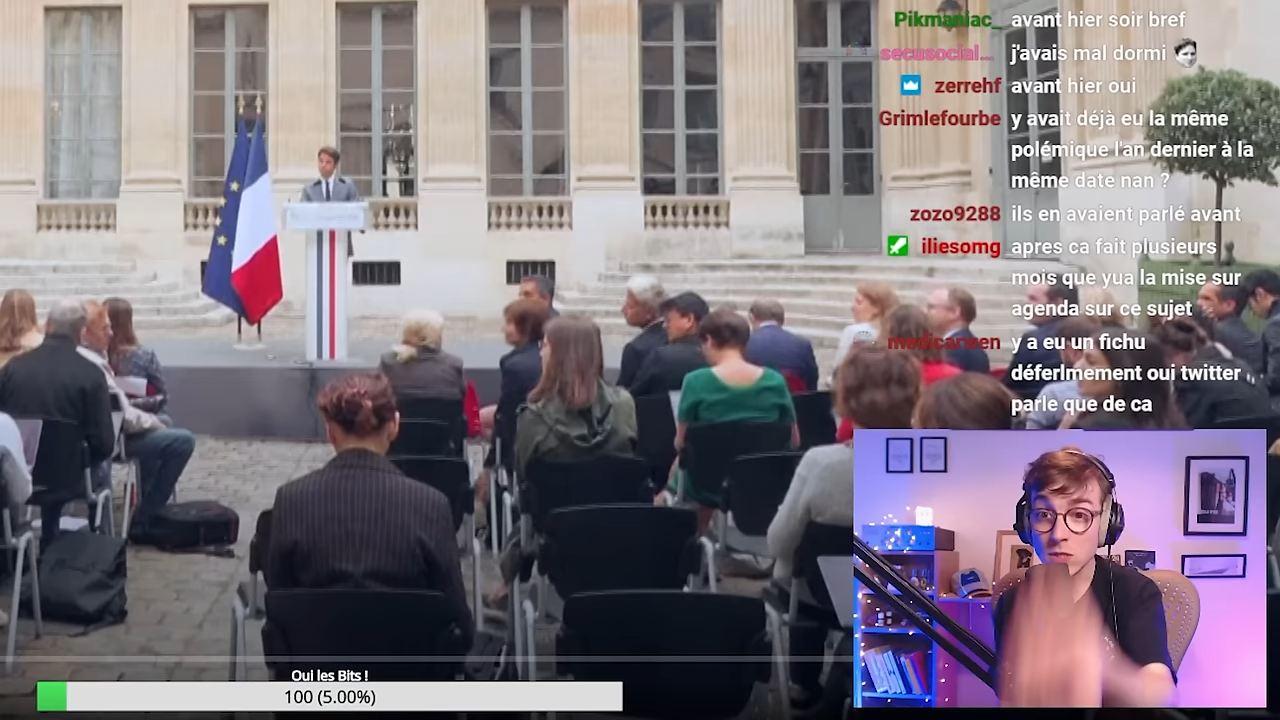 Pikmaniac_ avant hier soir bref
secusocial... j'avais mal dormi
zerrehf avant hier oui
Grimlefourbe y avait déjà eu la même
polémique l'an dernier à la
même date nan ?
zozo9288 ils en avaient parlé avant
iliesomg apres ca fait plusieurs
mois que yua la mise sur
agenda sur ce sujet
y a eu un fichu
déferlmement oui twitter
parle que de ca
Oui les Bits !
100 (5.00%)